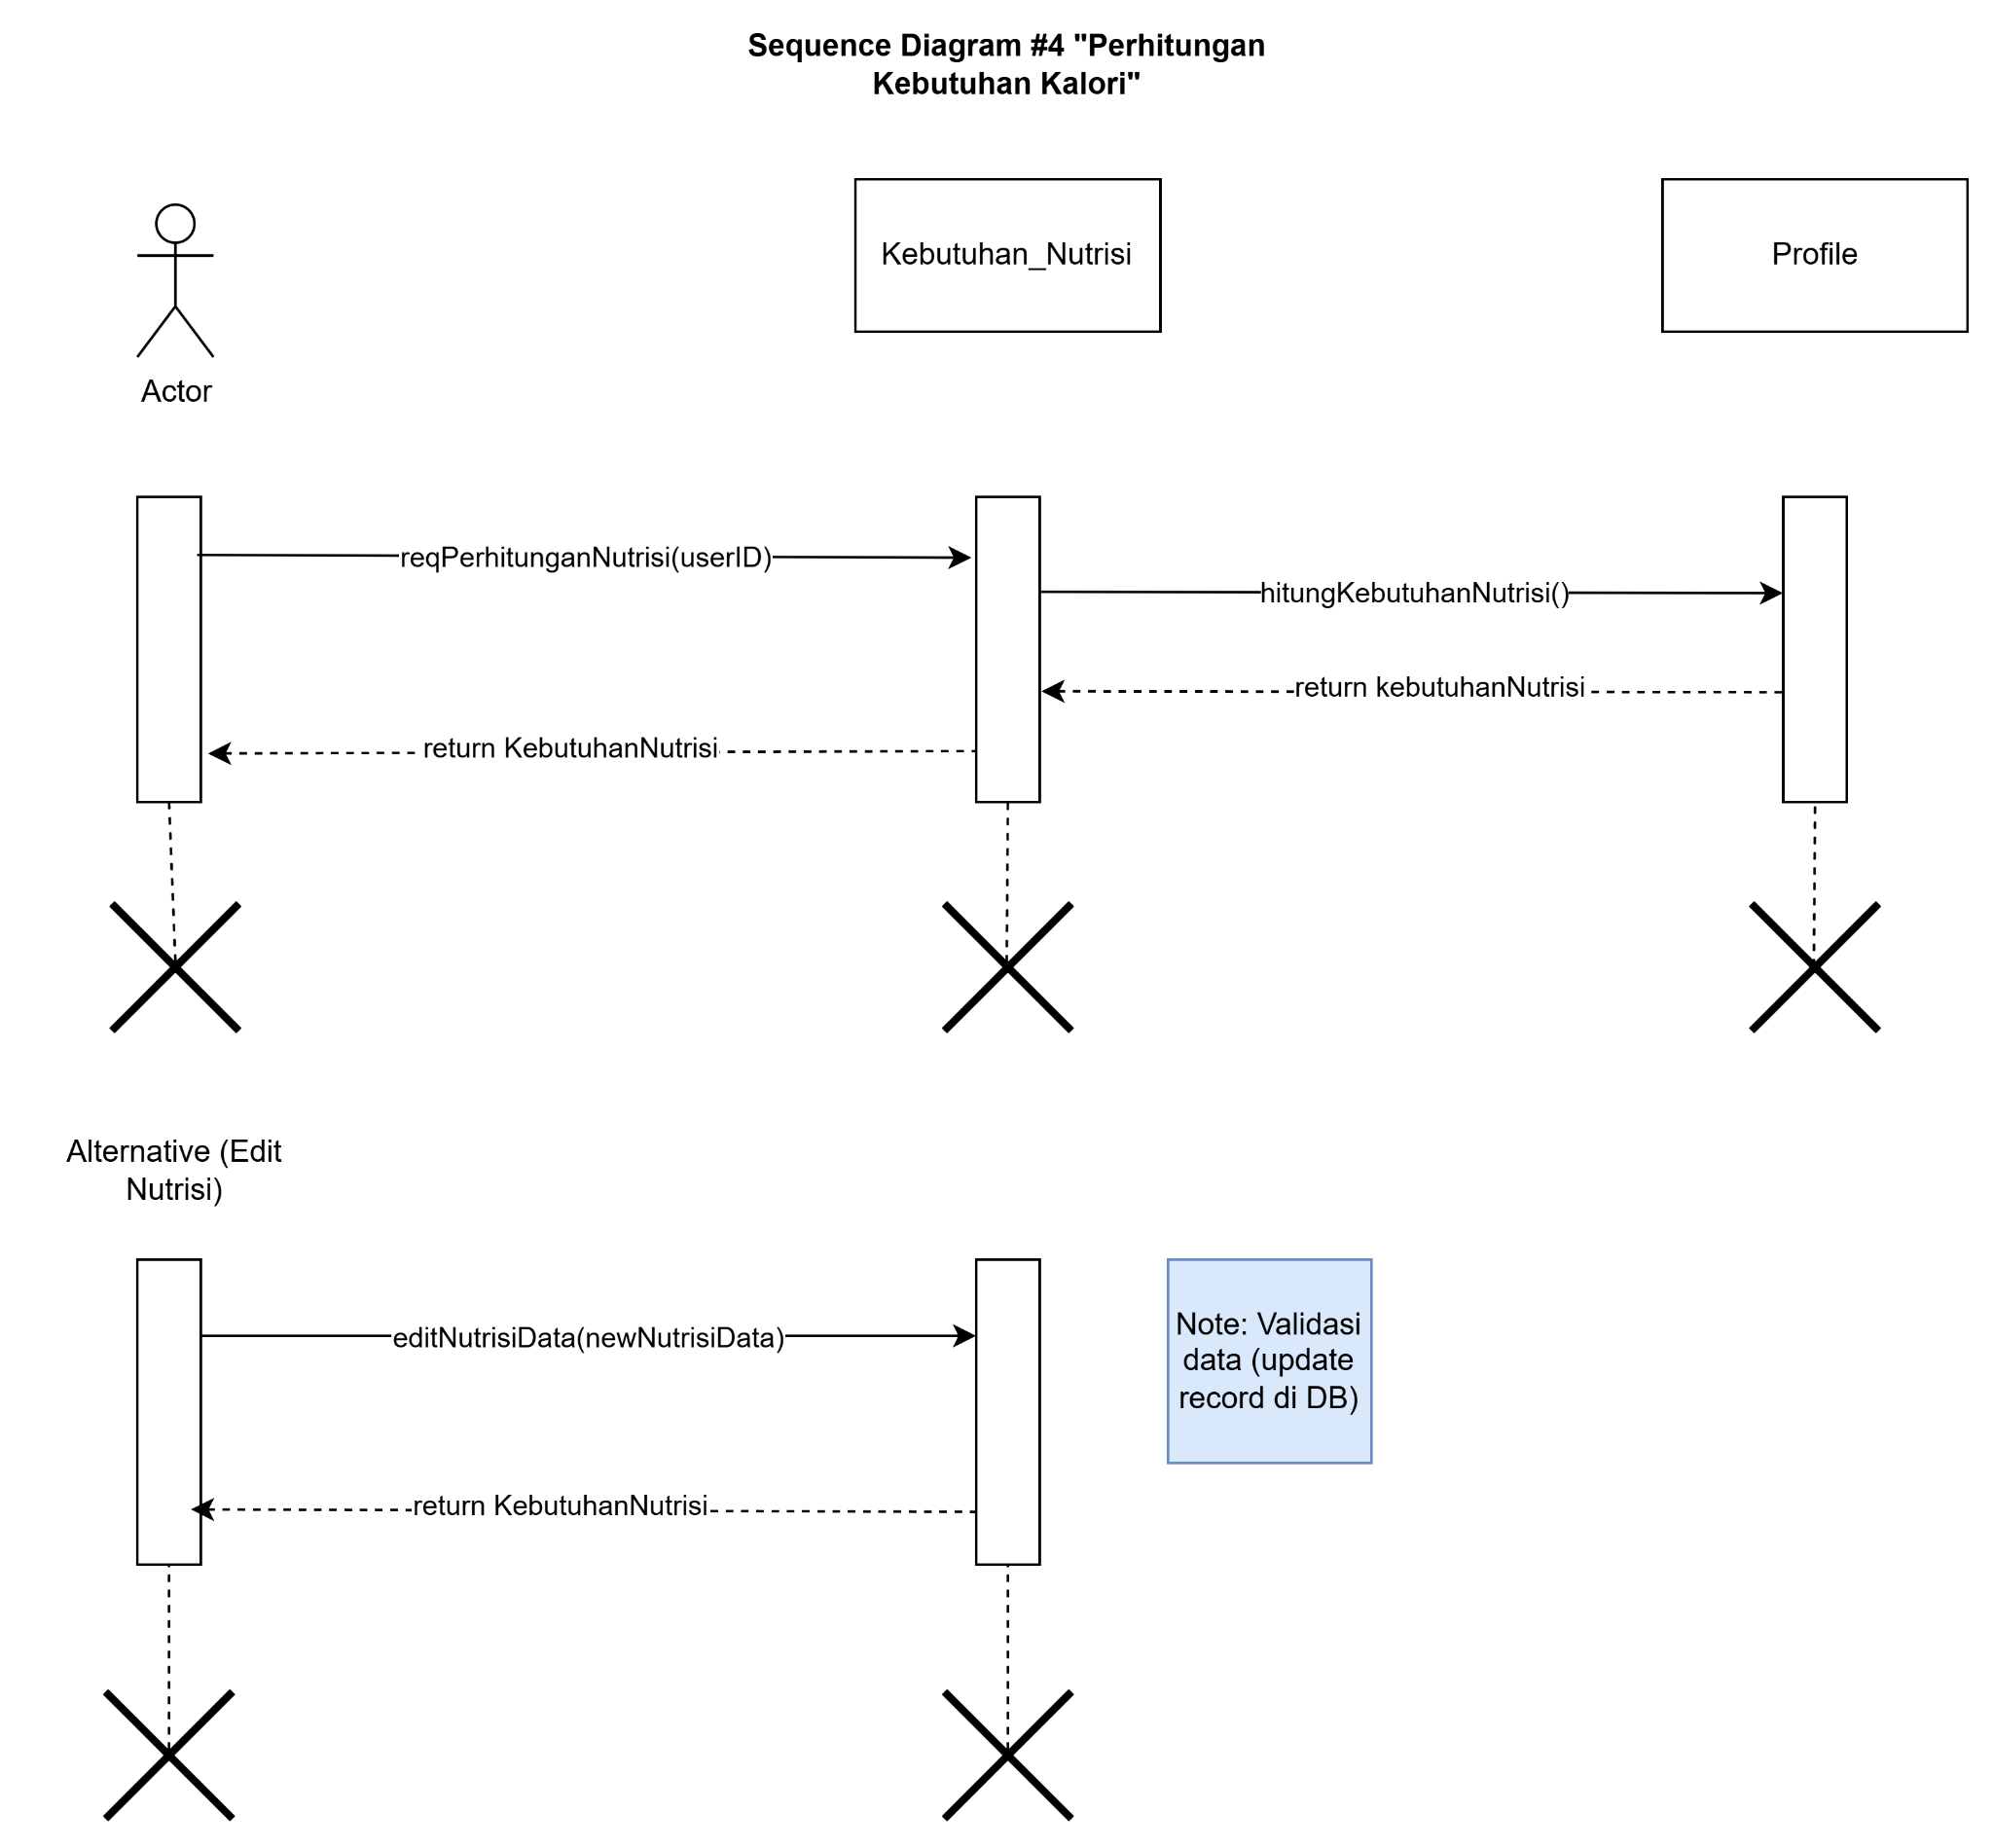 Sequence Diagram #4 "Perhitungan
Kebutuhan Kalori"
Kebutuhan_Nutrisi
Profile
Actor
reqPerhitunganNutrisi(userID)
hitungKebutuhanNutrisi()
return kebutuhanNutrisi
return KebutuhanNutrisi
Alternative (Edit
Nutrisi)
editNutrisiData(newNutrisiData)
Note: Validasi
data (update
record di DB)
return KebutuhanNutrisi